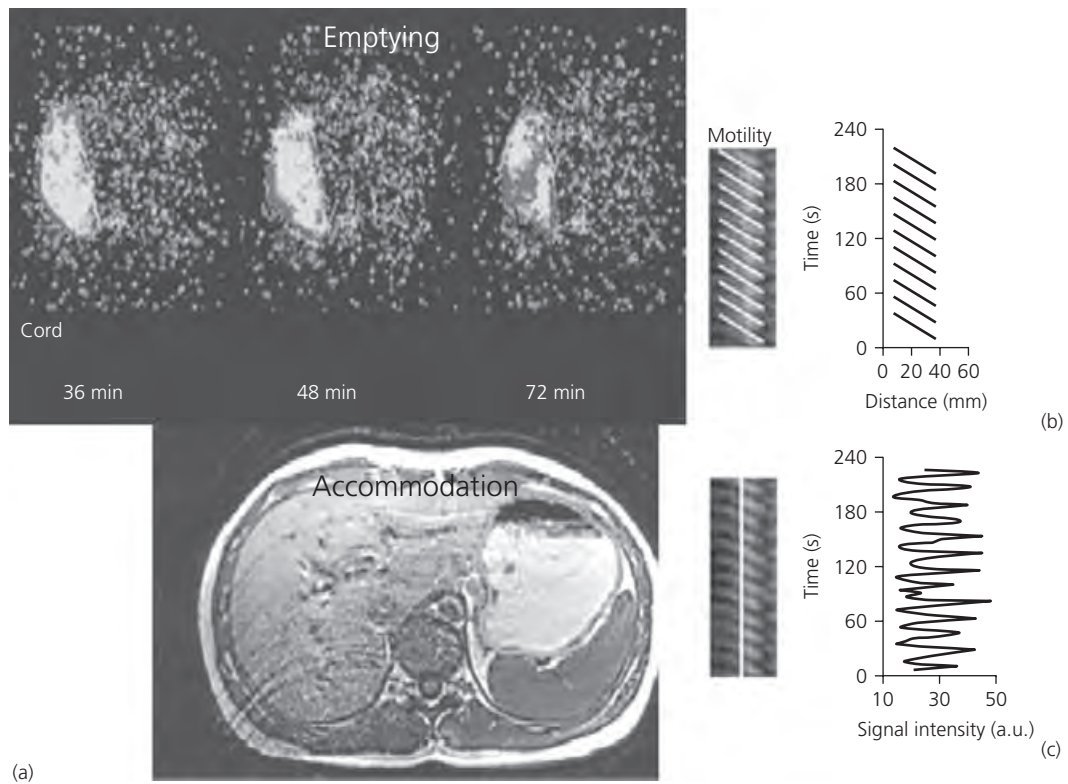 Emptying
Cord
36 min
48 min
72 min
Accommodation
(a)
Motility
240
180
120
60
0
Time (s)
0 20 40 60
Distance (mm)
(b)
240
180
120
60
0
Time (s)
10 30 50
Signal intensity (a.u.)
(c)